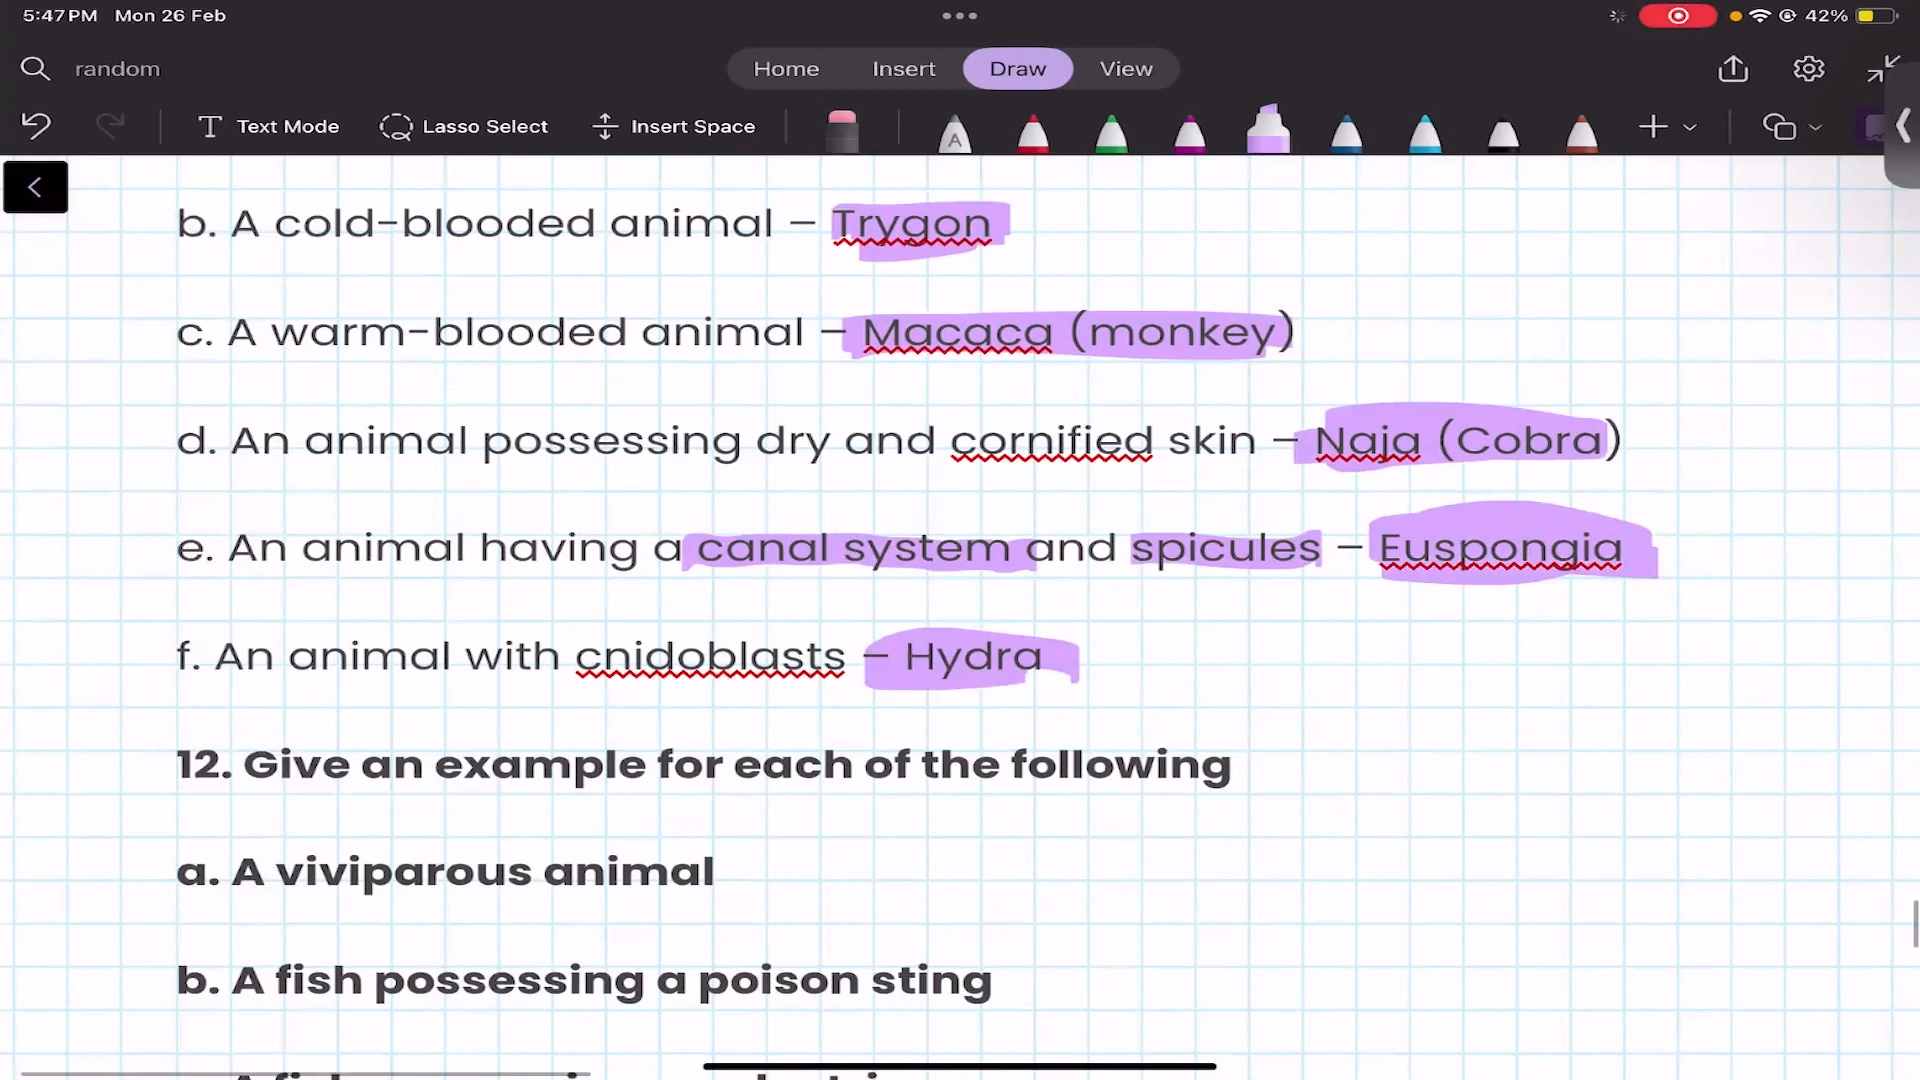 5:47 PM Mon 26 Feb 42%
random Home Insert Draw View
Text Mode Lasso Select Insert Space A
b. A cold-blooded animal – Trygon
c. A warm-blooded animal – Macaca (monkey)
d. An animal possessing dry and cornified skin – Naja (Cobra)
e. An animal having a canal system and spicules – Euspongia
f. An animal with cnidoblasts – Hydra
12. Give an example for each of the following
a. A viviparous animal
b. A fish possessing a poison sting